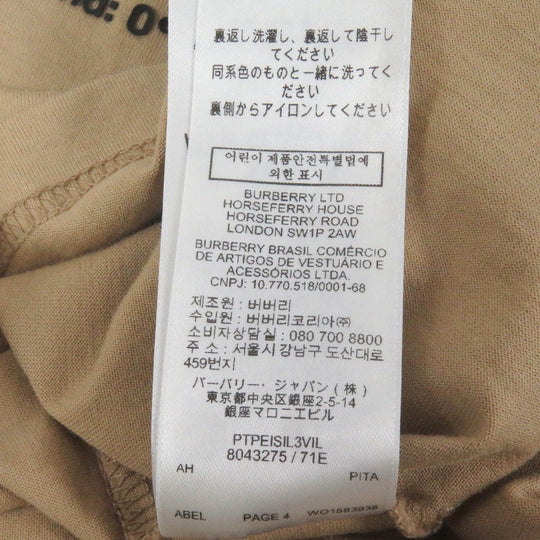 nd: 0
裏返し洗濯し、裏返して陰干し
てください
同系色のものと一緒に洗ってく
ださい
裏側からアイロンしてください
어린이 제품안전특별법에
의한 표시
BURBERRY LTD
HORSEFERRY HOUSE
HORSEFERRY ROAD
LONDON SW1P 2AW
BURBERRY BRASIL COMÉRCIO
DE ARTIGOS DE VESTUÁRIO E
ACESSÓRIOS LTDA.
CNPJ: 10.770.518/0001-68
제조원 : 버버리
수입원 : 버버리코리아㈜
소비자상담실 : 080 700 8800
주 소 : 서울시 강남구 도산대로
459번지
バーバリー・ジャパン（株）
東京都中央区銀座2-5-14
銀座マロニエビル
PTPEISIL3VIL
8043275 / 71E
AH PITA
ABEL PAGE 4 WO1583936